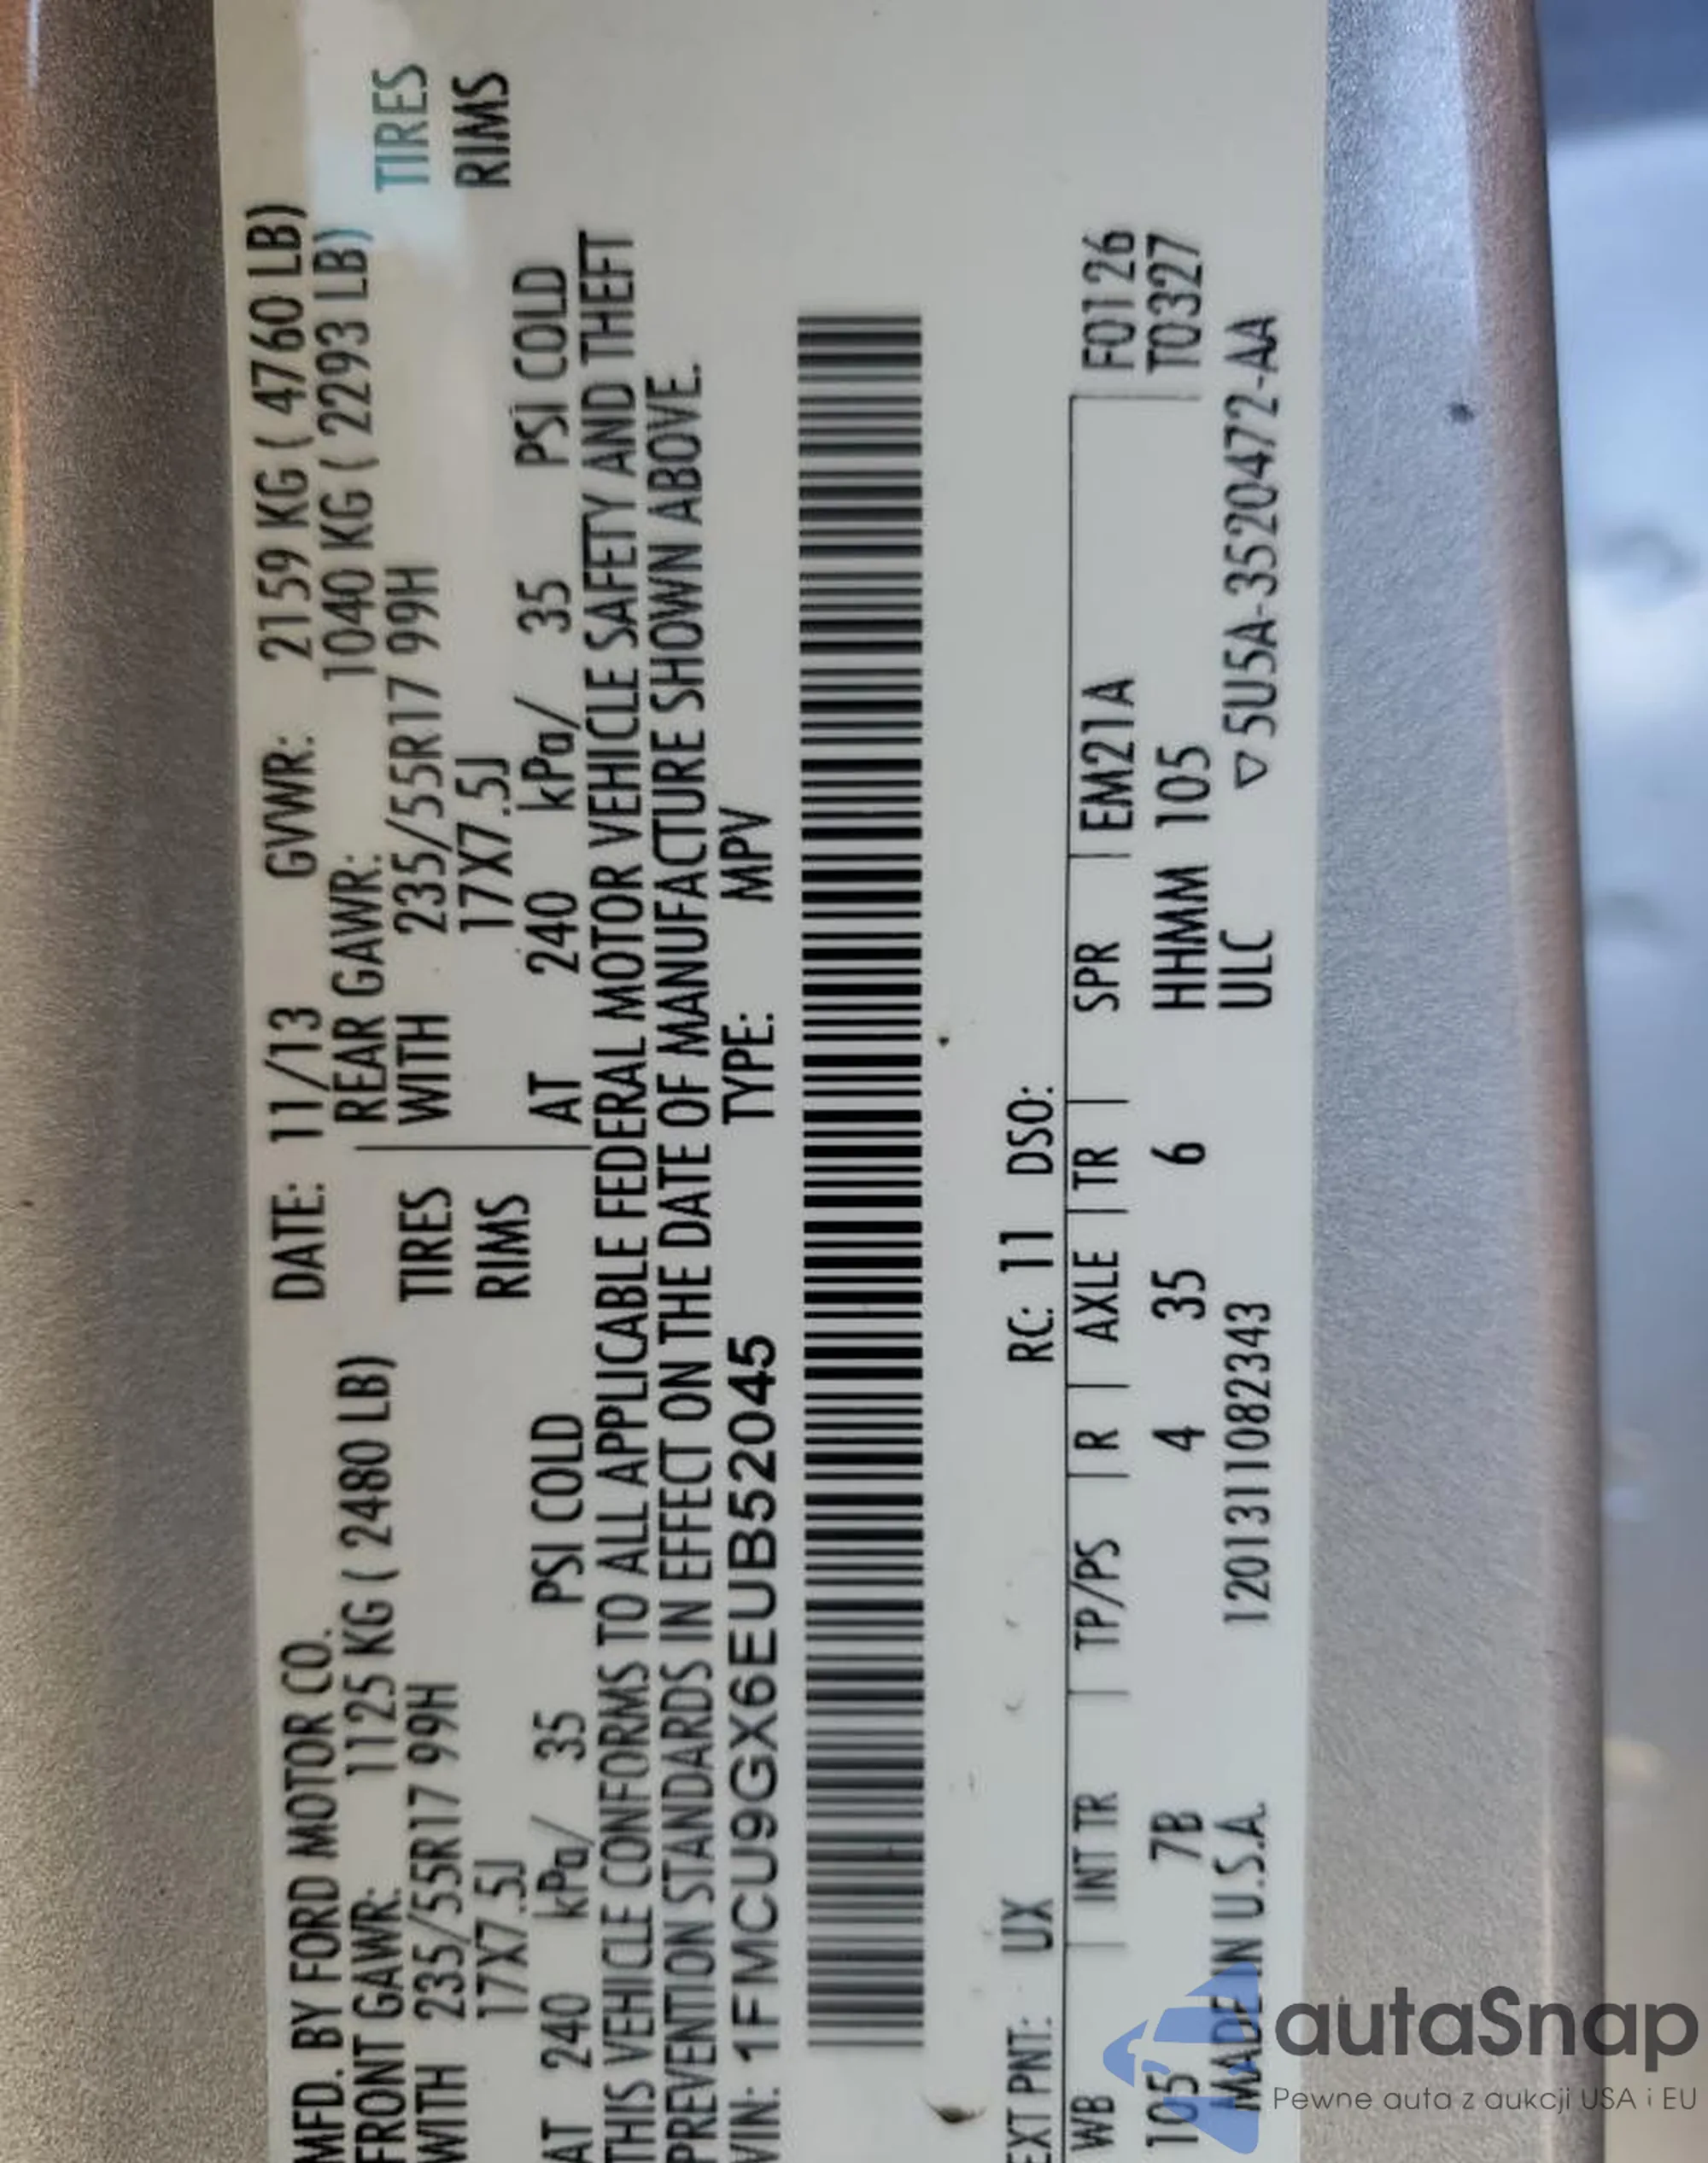 MFD. BY FORD MOTOR CO. DATE: 11/13 GVWR: 2159 KG ( 4760 LB)
FRONT GAWR: 1125 KG ( 2480 LB) REAR GAWR: 1040 KG ( 2293 LB)
WITH 235/55R17 99H TIRES WITH 235/55R17 99H TIRES
17X7.5J RIMS 17X7.5J RIMS
AT 240 kPa/ 35 PSI COLD AT 240 kPa/ 35 PSI COLD
THIS VEHICLE CONFORMS TO ALL APPLICABLE FEDERAL MOTOR VEHICLE SAFETY AND THEFT
PREVENTION STANDARDS IN EFFECT ON THE DATE OF MANUFACTURE SHOWN ABOVE.
VIN: 1FMCU9GX6EUB52045 TYPE: MPV
EXT PNT: UX RC: 11 DSO:
WB | INT TR | TP/PS | R | AXLE | TR | SPR | EM21A F0126
105 7B 4 35 6 HHMM 105 T0327
MADE IN U.S.A. 1201311082343 ULC ▽5U5A-3520472-AA
autaSnap
Pewne auta z aukcji USA i EU